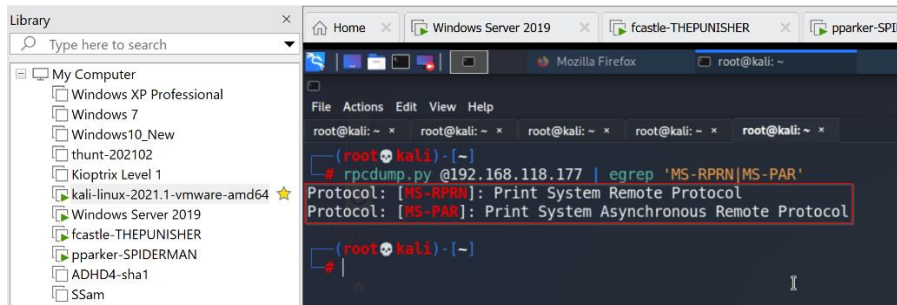 Library
Type here to search
My Computer
Windows XP Professional
Windows 7
Windows10_New
thunt-202102
Kioptrix Level 1
kali-linux-2021.1-vmware-amd64
Windows Server 2019
fcastle-THEPUNISHER
pparker-SPIDERMAN
ADHD4-sha1
SSam
Home
Windows Server 2019
fcastle-THEPUNISHER
pparker-SPI
Mozilla Firefox
root@kali: ~
File Actions Edit View Help
root@kali: ~ × root@kali: ~ × root@kali: ~ × root@kali: ~ × root@kali: ~ ×
(root💀kali)-[~]
# rpcdump.py @192.168.118.177 | egrep 'MS-RPRN|MS-PAR'
Protocol: [MS-RPRN]: Print System Remote Protocol
Protocol: [MS-PAR]: Print System Asynchronous Remote Protocol
(root💀kali)-[~]
#